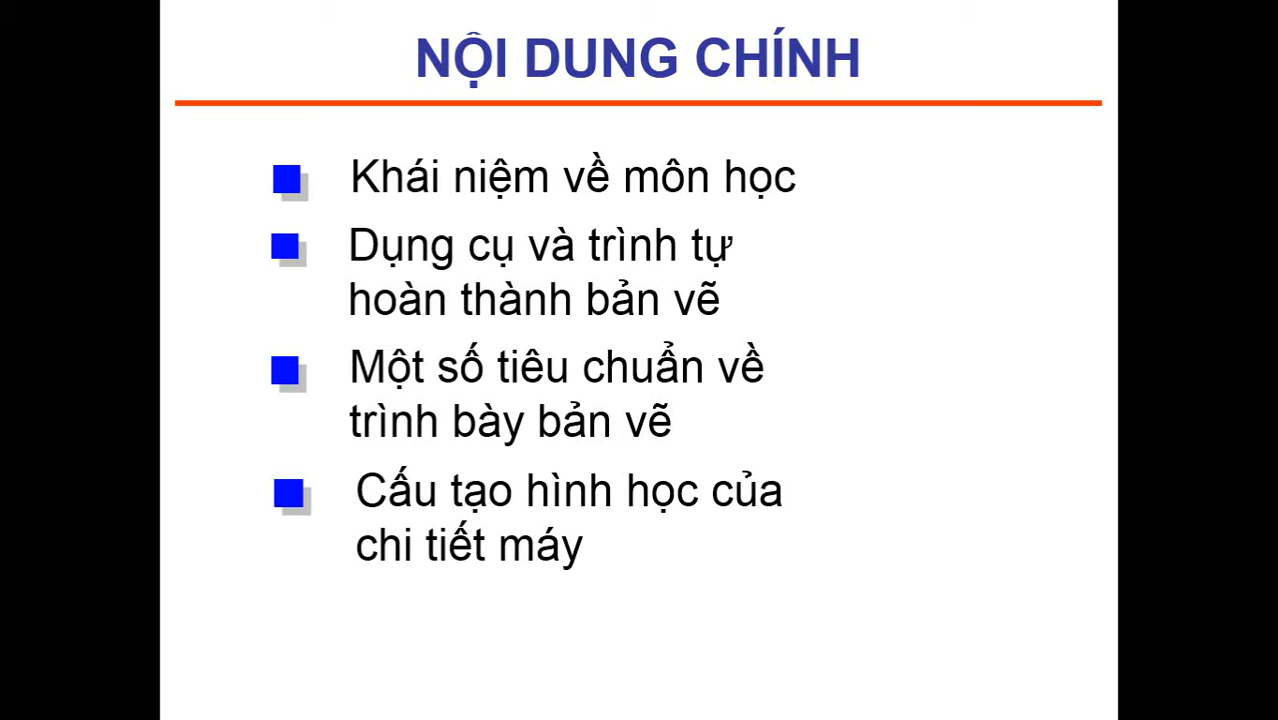 NỘI DUNG CHÍNH
Khái niệm về môn học
Dụng cụ và trình tự
hoàn thành bản vẽ
Một số tiêu chuẩn về
trình bày bản vẽ
Cấu tạo hình học của
chi tiết máy